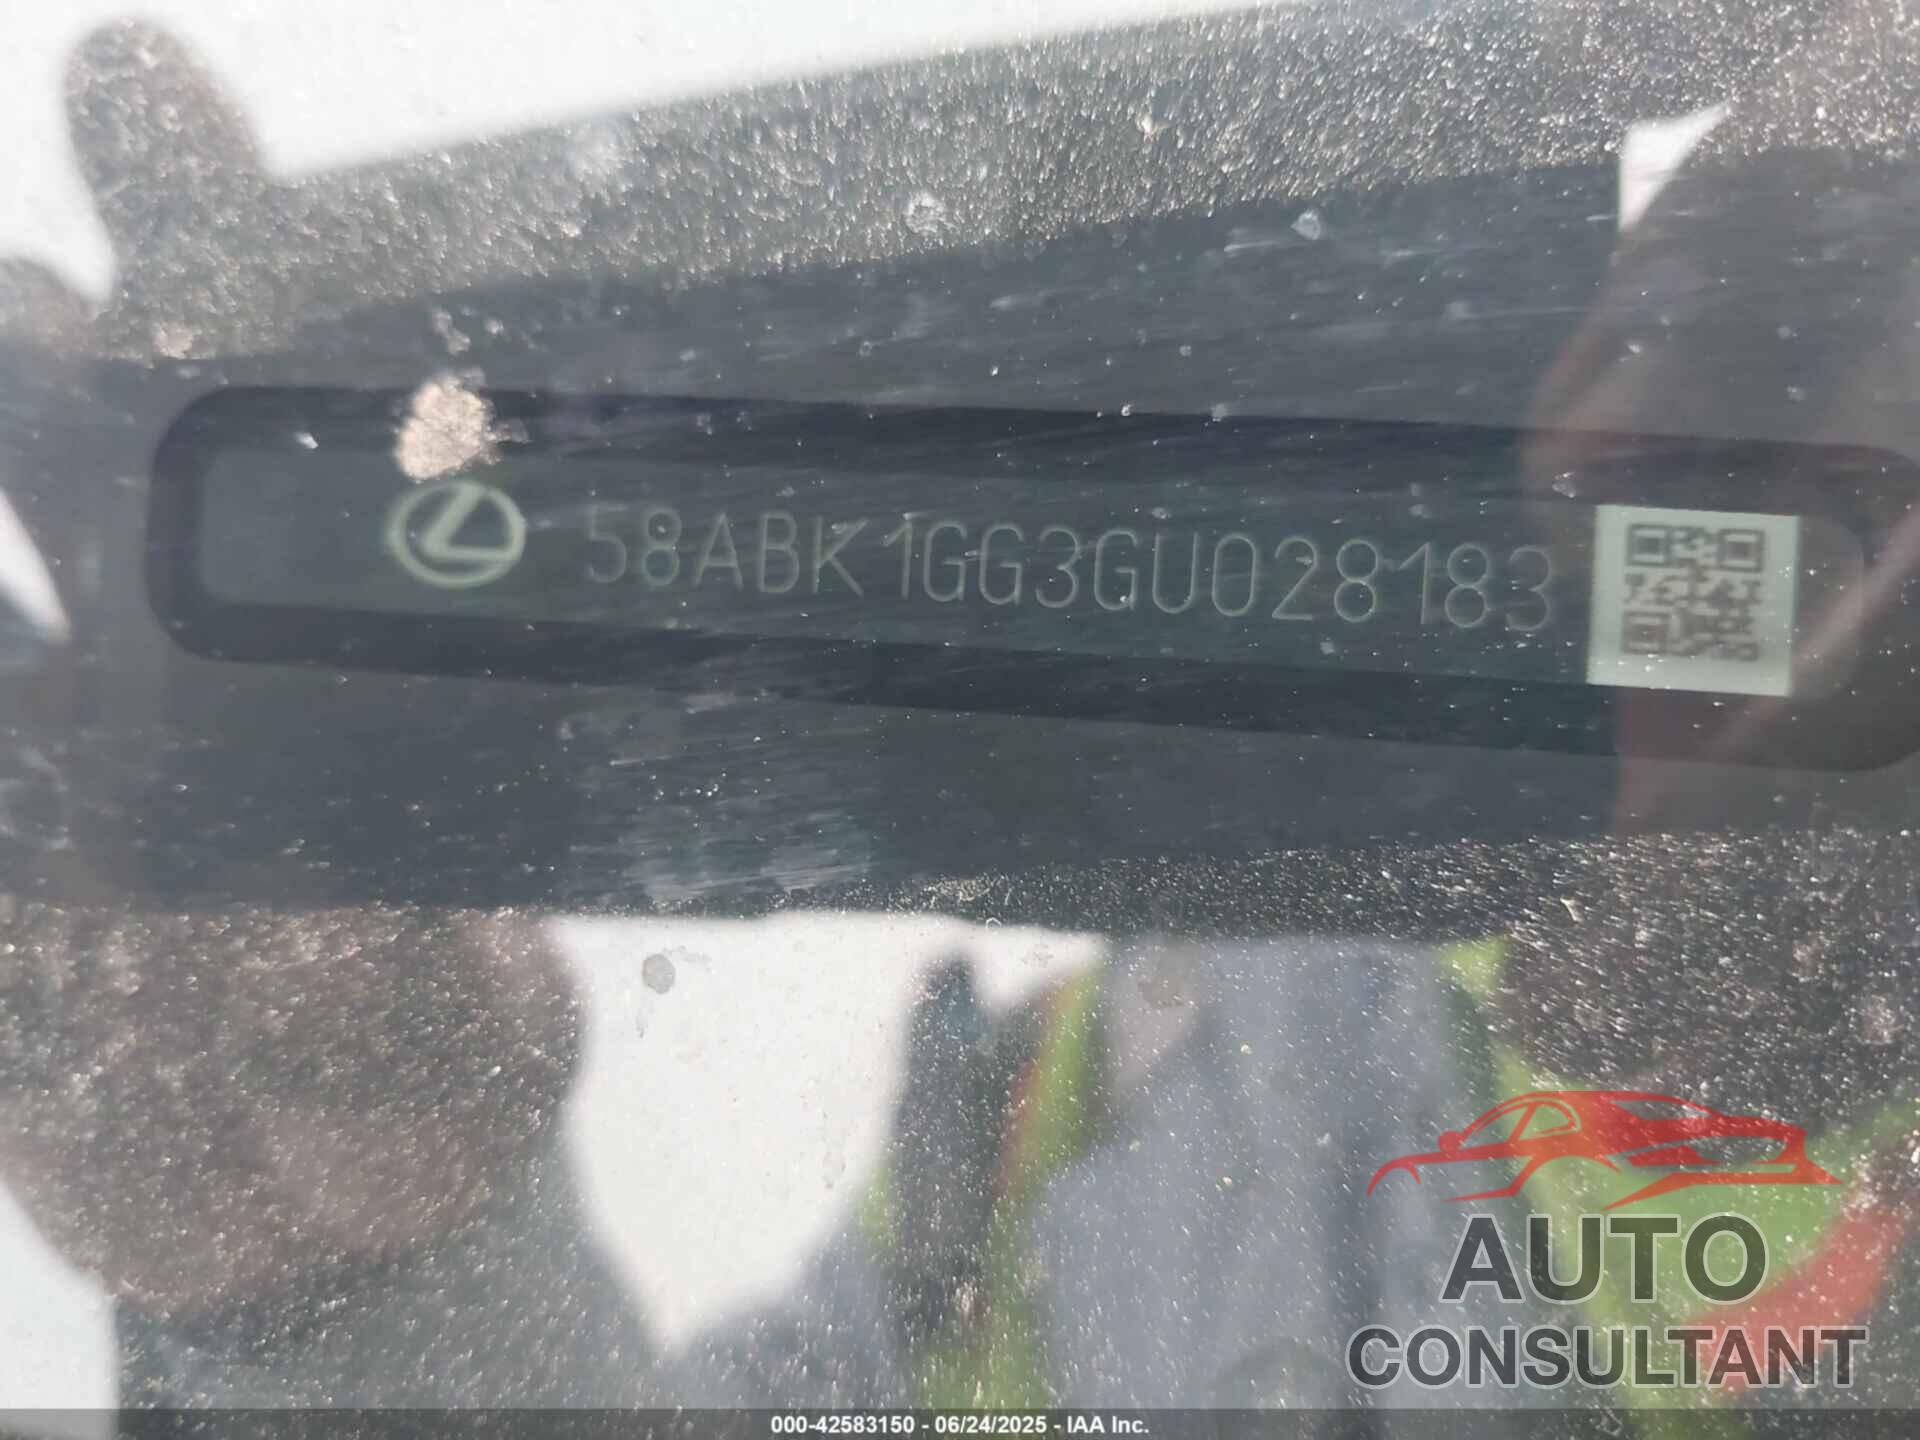 58ABK1GG3GU028183
AUTO
CONSULTANT
000-42583150 - 06/24/2025 - IAA Inc.